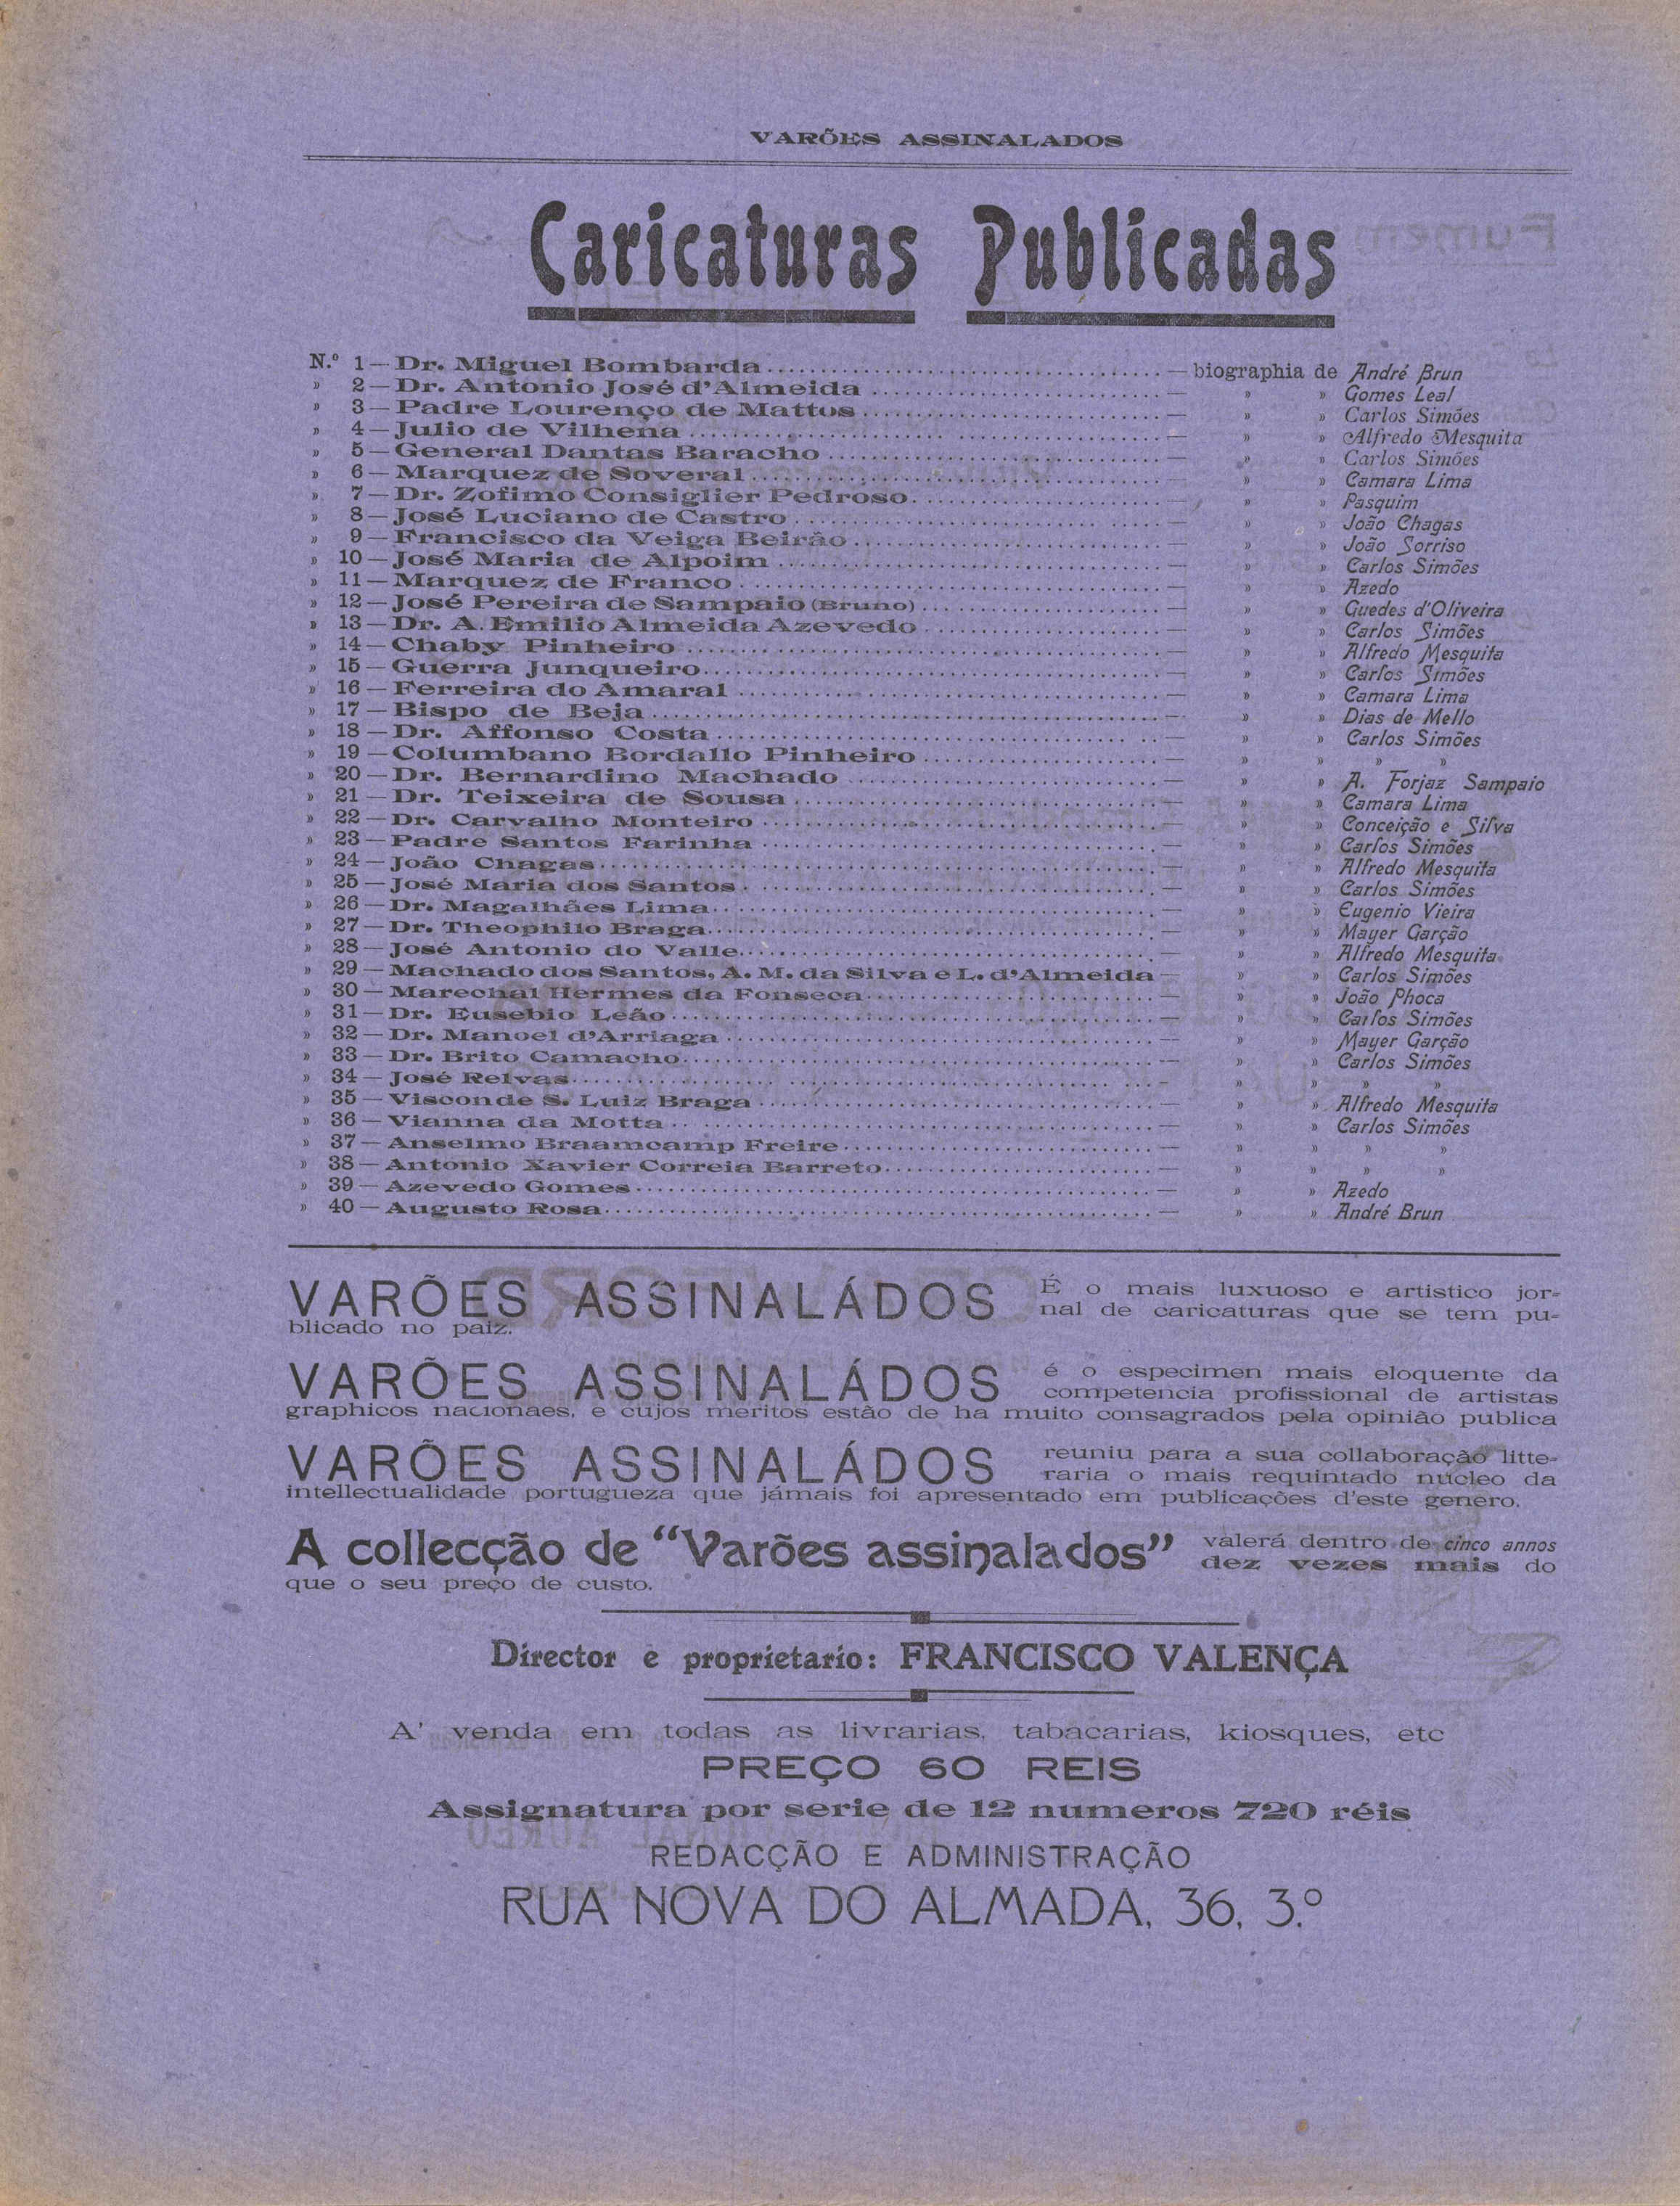 VARÕES ASSINALADOS
Caricaturas Publicadas
N.º 1—Dr. Miguel Bombarda — biographia de André Brun
» 2—Dr. Antonio José d'Almeida — » » Gomes Leal
» 3—Padre Lourenço de Mattos — » » Carlos Simões
» 4—Julio de Vilhena — » » Alfredo Mesquita
» 5—General Dantas Baracho — » » Carlos Simões
» 6—Marquez de Soveral — » » Camara Lima
» 7—Dr. Zofimo Consiglier Pedroso — » » Pasquim
» 8—José Luciano de Castro — » » João Chagas
» 9—Francisco da Veiga Beirão — » » João Sorriso
» 10—José Maria de Alpoim — » » Carlos Simões
» 11—Marquez de Franco — » » Azedo
» 12—José Pereira de Sampaio (Bruno) — » » Guedes d'Oliveira
» 13—Dr. A. Emilio Almeida Azevedo — » » Carlos Simões
» 14—Chaby Pinheiro — » » Alfredo Mesquita
» 15—Guerra Junqueiro — » » Carlos Simões
» 16—Ferreira do Amaral — » » Camara Lima
» 17—Bispo de Beja — » » Dias de Mello
» 18—Dr. Affonso Costa — » » Carlos Simões
» 19—Columbano Bordallo Pinheiro — » » » »
» 20—Dr. Bernardino Machado — » » A. Forjaz Sampaio
» 21—Dr. Teixeira de Sousa — » » Camara Lima
» 22—Dr. Carvalho Monteiro — » » Conceição e Silva
» 23—Padre Santos Farinha — » » Carlos Simões
» 24—João Chagas — » » Alfredo Mesquita
» 25—José Maria dos Santos — » » Carlos Simões
» 26—Dr. Magalhães Lima — » » Eugenio Vieira
» 27—Dr. Theophilo Braga — » » Mayer Garção
» 28—José Antonio do Valle — » » Alfredo Mesquita
» 29—Machado dos Santos, A. M. da Silva e L. d'Almeida — » » Carlos Simões
» 30—Marechal Hermes da Fonseca — » » João Phoca
» 31—Dr. Eusebio Leão — » » Carlos Simões
» 32—Dr. Manoel d'Arriaga — » » Mayer Garção
» 33—Dr. Brito Camacho — » » Carlos Simões
» 34—José Relvas — » » » »
» 35—Visconde S. Luiz Braga — » » Alfredo Mesquita
» 36—Vianna da Motta — » » Carlos Simões
» 37—Anselmo Braamcamp Freire — » » » »
» 38—Antonio Xavier Correia Barreto — » » » »
» 39—Azevedo Gomes — » » Azedo
» 40—Augusto Rosa — » » André Brun
VARÕES ASSINALÁDOS É o mais luxuoso e artistico jor-
nal de caricaturas que se tem pu-
blicado no paiz.
VARÕES ASSINALÁDOS é o especimen mais eloquente da
competencia profissional de artistas
graphicos nacionaes, e cujos meritos estão de ha muito consagrados pela opinião publica
VARÕES ASSINALÁDOS reuniu para a sua collaboração litte-
raria o mais requintado nucleo da
intellectualidade portugueza que jámais foi apresentado em publicações d'este genero.
A collecção de "Varões assinalados" valerá dentro de cinco annos
dez vezes mais do
que o seu preço de custo.
Director e proprietario: FRANCISCO VALENÇA
A' venda em todas as livrarias, tabacarias, kiosques, etc
PREÇO 60 REIS
Assignatura por serie de 12 numeros 720 réis
REDACÇÃO E ADMINISTRAÇÃO
RUA NOVA DO ALMADA, 36, 3.º